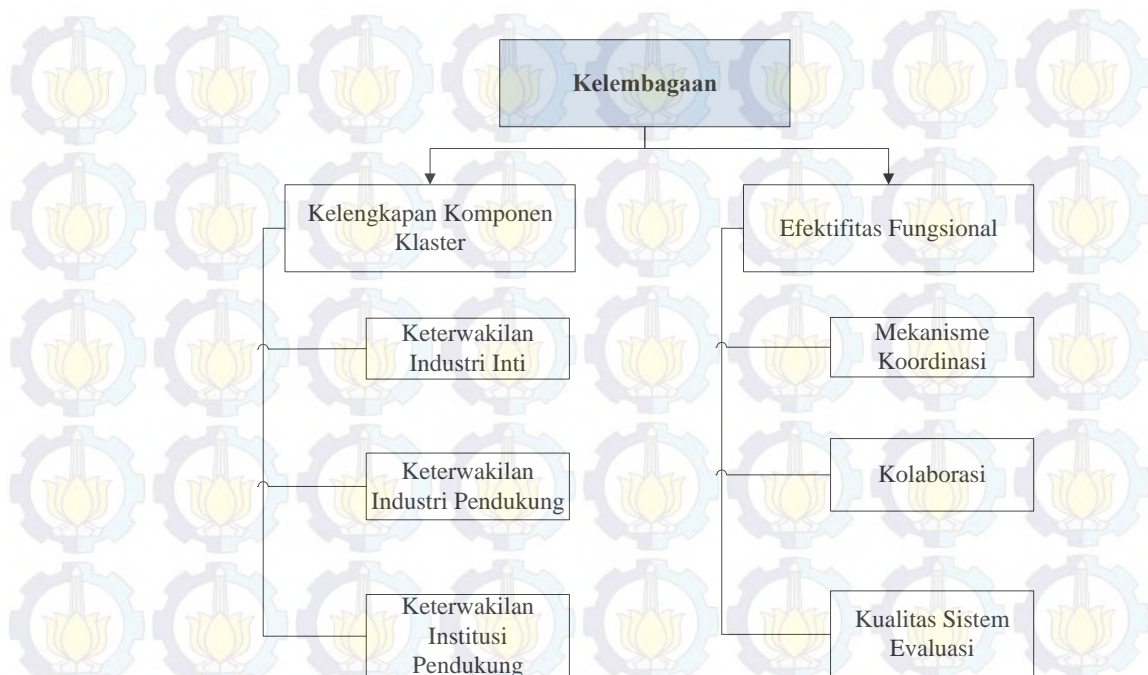 Kelembagaan
Kelengkapan Komponen
Klaster
Efektifitas Fungsional
Keterwakilan
Industri Inti
Mekanisme
Koordinasi
Keterwakilan
Industri Pendukung
Kolaborasi
Keterwakilan
Institusi
Pendukung
Kualitas Sistem
Evaluasi